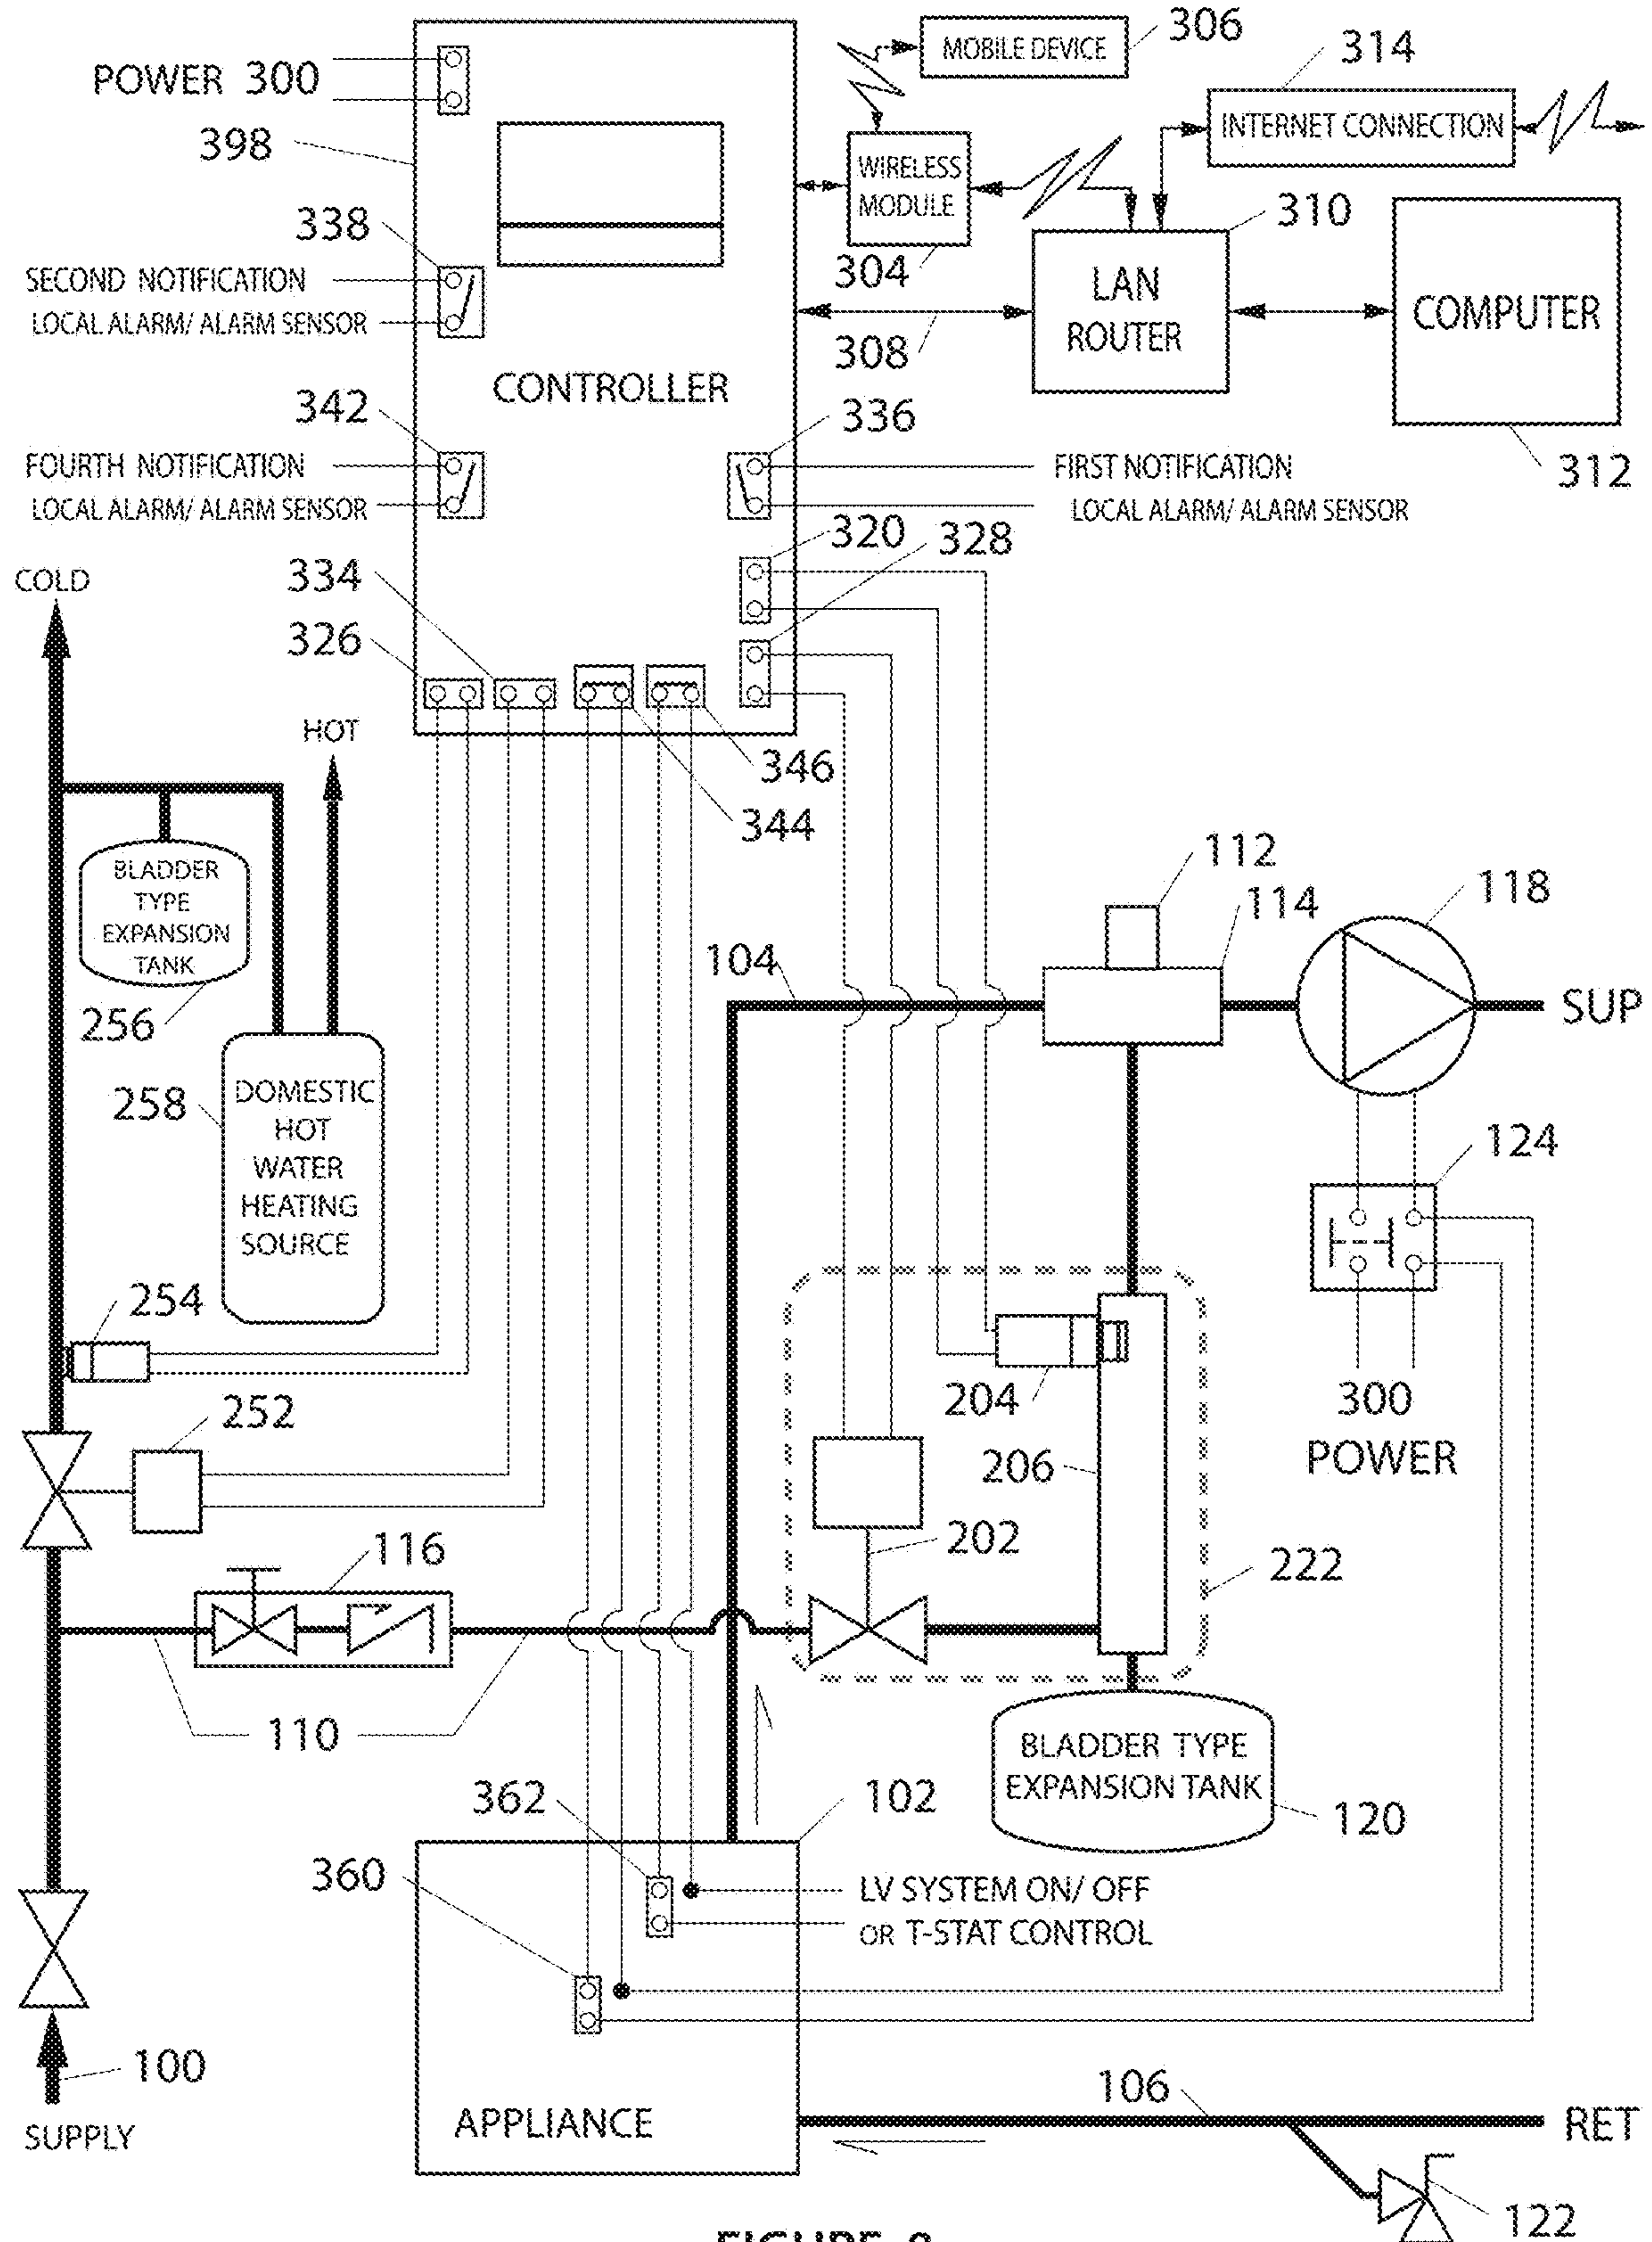 306
MOBILE DEVICE
314
POWER 300
INTERNET CONNECTION
398
WIRELESS
MODULE
310
338
304
LAN
ROUTER
COMPUTER
SECOND NOTIFICATION
LOCAL ALARM/ ALARM SENSOR
308
CONTROLLER
342
336
312
FOURTH NOTIFICATION
LOCAL ALARM/ ALARM SENSOR
FIRST NOTIFICATION
LOCAL ALARM/ ALARM SENSOR
320
328
COLD
334
326
HOT
346
344
112
118
114
BLADDER
TYPE
EXPANSION
TANK
104
256
SUP
258
DOMESTIC
HOT
WATER
HEATING
SOURCE
124
254
204
300
POWER
252
206
202
116
222
110
BLADDER TYPE
EXPANSION TANK
120
362
102
360
LV SYSTEM ON/ OFF
OR T-STAT CONTROL
100
SUPPLY
APPLIANCE
106
RET
122
FIGURE 8